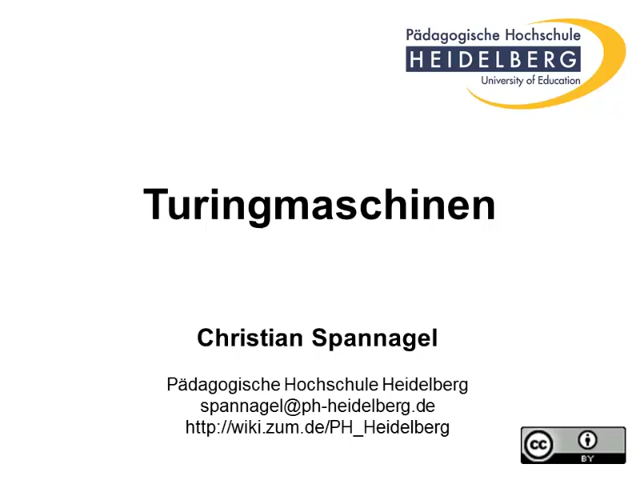 Pädagogische Hochschule
HEIDELBERG
University of Education
Turingmaschinen
Christian Spannagel
Pädagogische Hochschule Heidelberg
spannagel@ph-heidelberg.de
http://wiki.zum.de/PH_Heidelberg
cc
BY